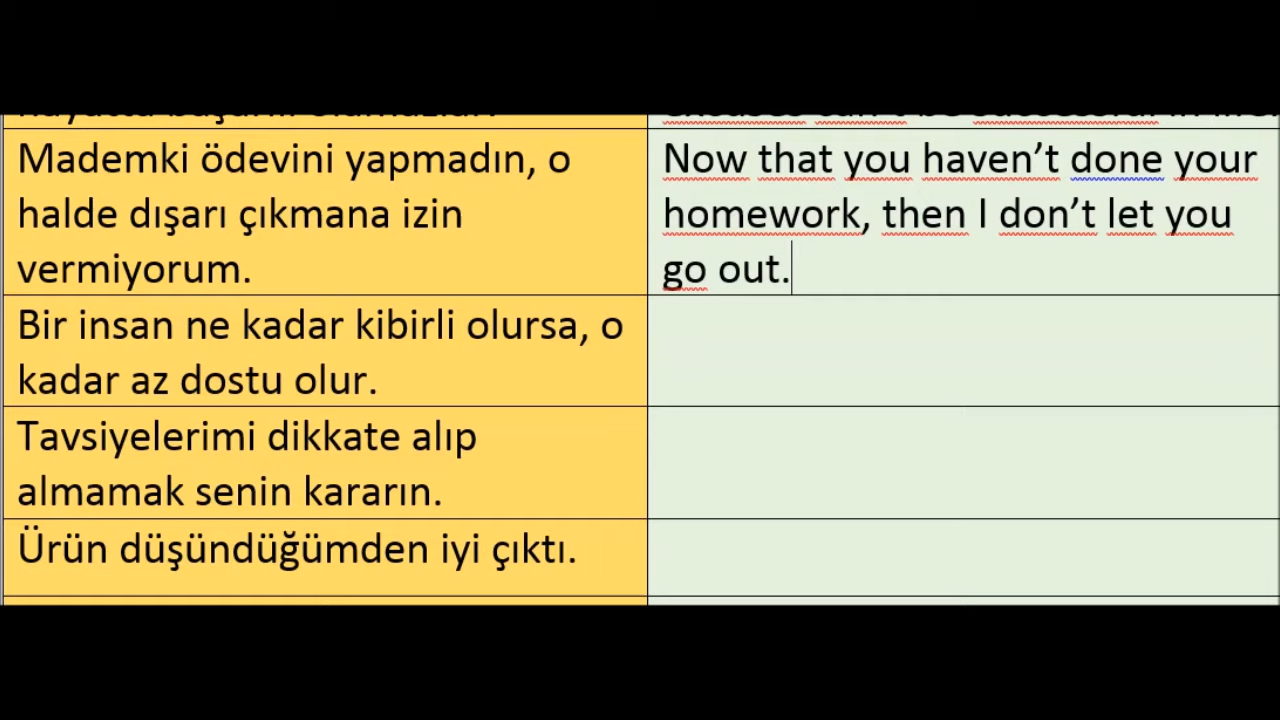 Mademki ödevini yapmadın, o
halde dışarı çıkmana izin
vermiyorum.
Now that you haven't done your
homework, then I don't let you
go out.
Bir insan ne kadar kibirli olursa, o
kadar az dostu olur.
Tavsiyelerimi dikkate alıp
almamak senin kararın.
Ürün düşündüğümden iyi çıktı.